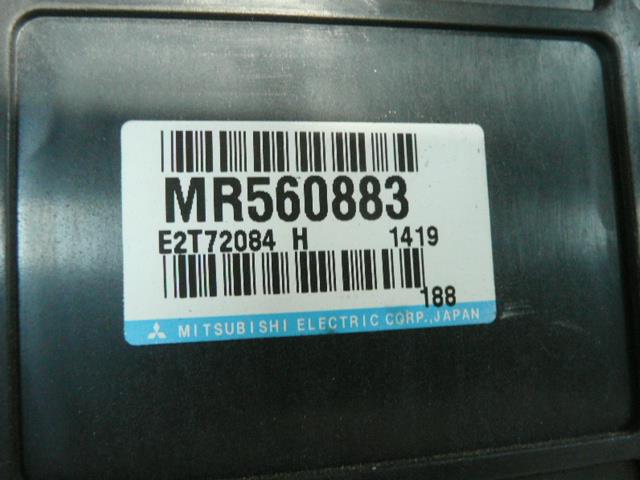 MR560883
E2T72084 H 1419
188
MITSUBISHI ELECTRIC CORP., JAPAN